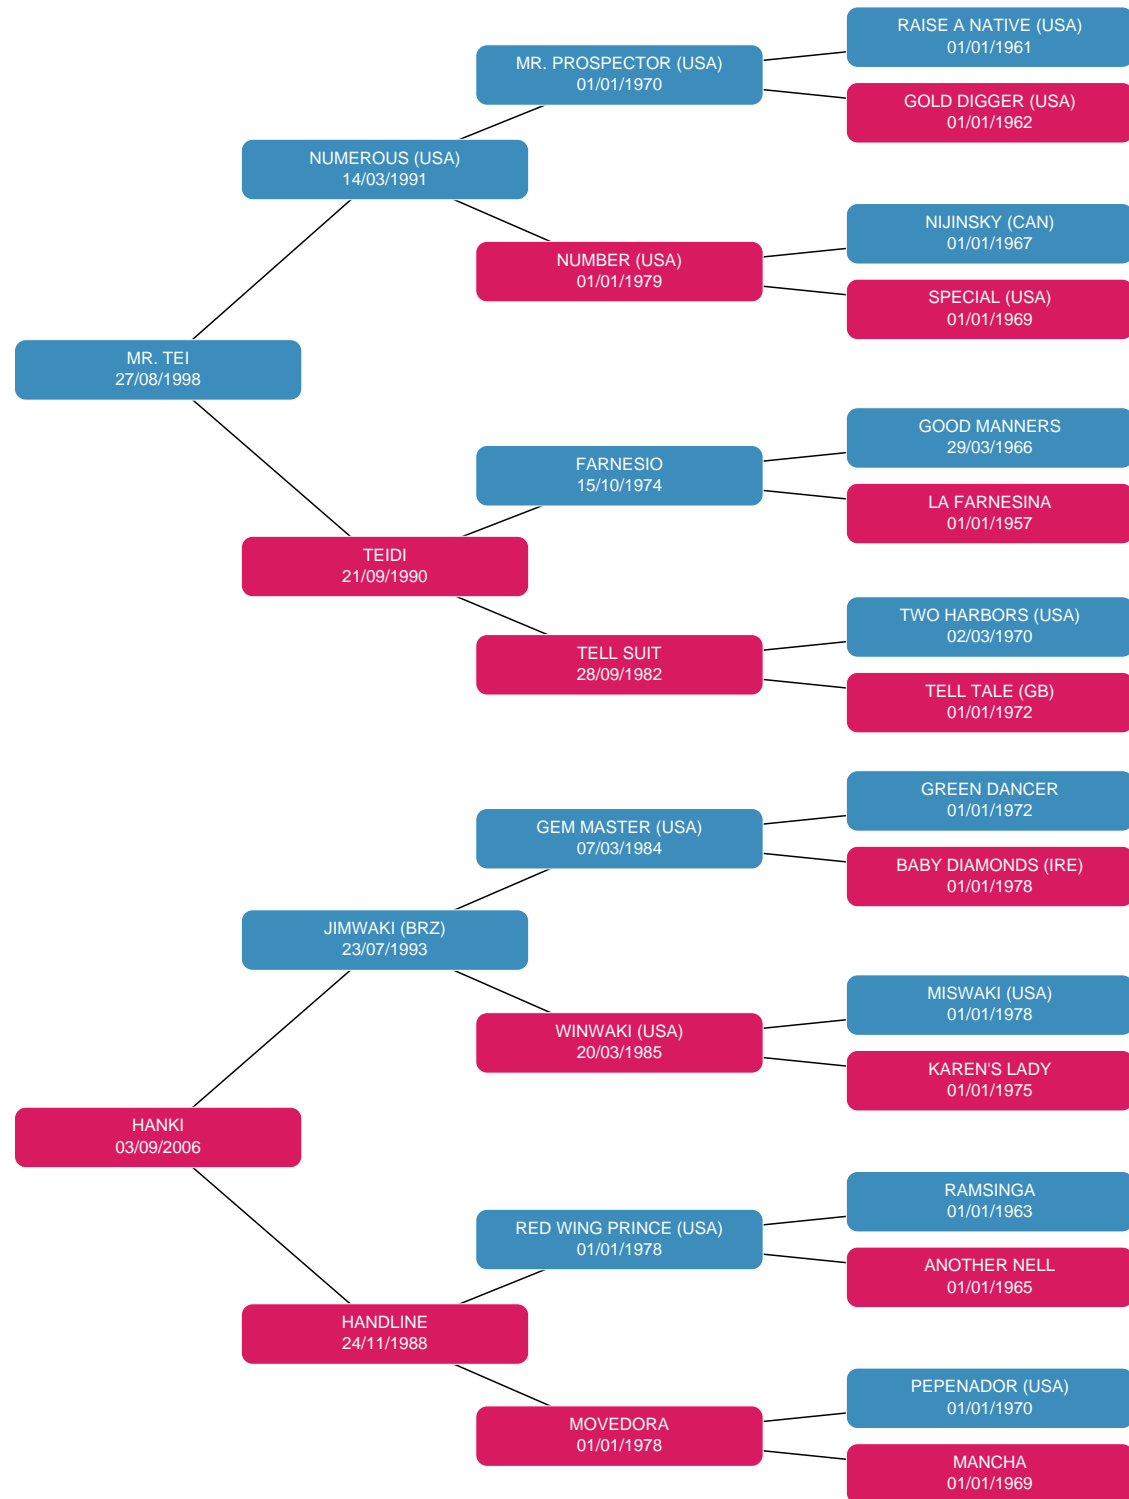 RAISE A NATIVE (USA)
01/01/1961
MR. PROSPECTOR (USA)
01/01/1970
GOLD DIGGER (USA)
01/01/1962
NUMEROUS (USA)
14/03/1991
NIJINSKY (CAN)
01/01/1967
NUMBER (USA)
01/01/1979
SPECIAL (USA)
01/01/1969
MR. TEI
27/08/1998
GOOD MANNERS
29/03/1966
FARNESIO
15/10/1974
LA FARNESINA
01/01/1957
TEIDI
21/09/1990
TWO HARBORS (USA)
02/03/1970
TELL SUIT
28/09/1982
TELL TALE (GB)
01/01/1972
GREEN DANCER
01/01/1972
GEM MASTER (USA)
07/03/1984
BABY DIAMONDS (IRE)
01/01/1978
JIMWAKI (BRZ)
23/07/1993
MISWAKI (USA)
01/01/1978
WINWAKI (USA)
20/03/1985
KAREN'S LADY
01/01/1975
HANKI
03/09/2006
RAMSINGA
01/01/1963
RED WING PRINCE (USA)
01/01/1978
ANOTHER NELL
01/01/1965
HANDLINE
24/11/1988
PEPENADOR (USA)
01/01/1970
MOVEDORA
01/01/1978
MANCHA
01/01/1969